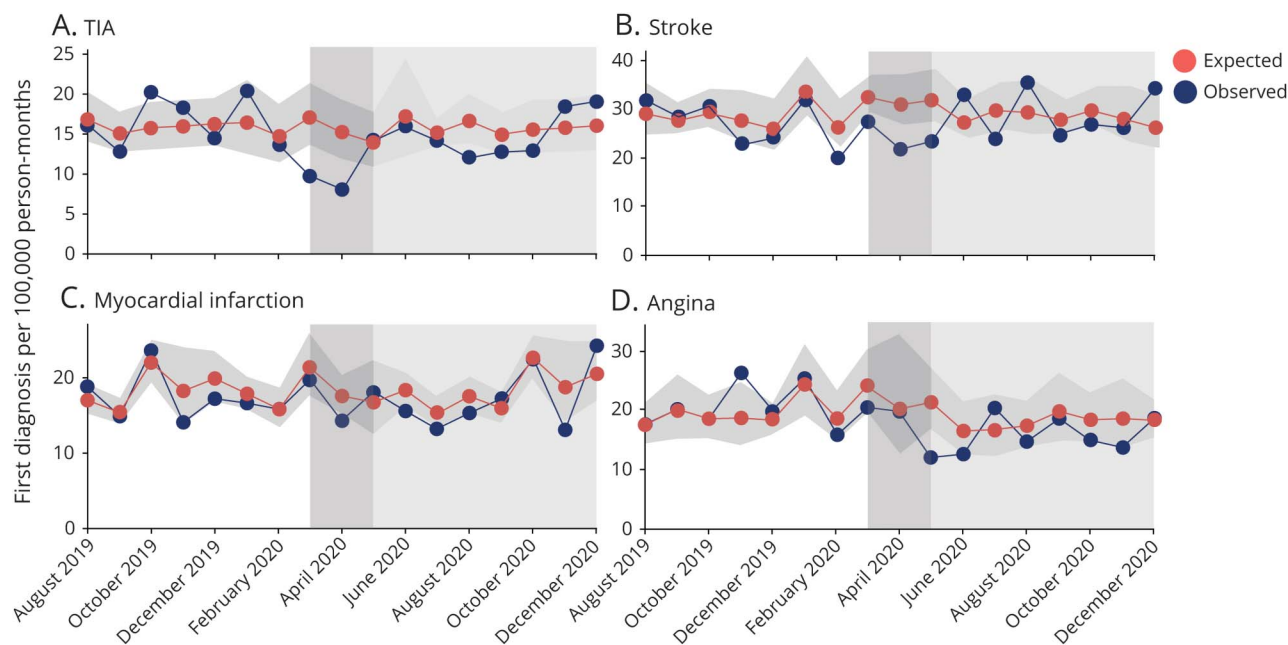 A. TIA
B. Stroke
Expected
Observed
25
20
15
10
5
0
40
30
20
10
0
First diagnosis per 100,000 person-months
C. Myocardial infarction
D. Angina
20
10
0
30
20
10
0
August 2019
October 2019
December 2019
February 2020
April 2020
June 2020
August 2020
October 2020
December 2020
August 2019
October 2019
December 2019
February 2020
April 2020
June 2020
August 2020
October 2020
December 2020